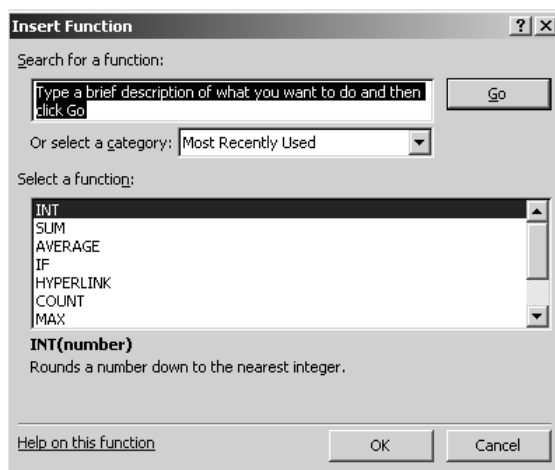 Insert Function
Search for a function:
Type a brief description of what you want to do and then
click Go
Go
Or select a category: Most Recently Used
Select a function:
INT
SUM
AVERAGE
IF
HYPERLINK
COUNT
MAX
INT(number)
Rounds a number down to the nearest integer.
Help on this function
OK Cancel